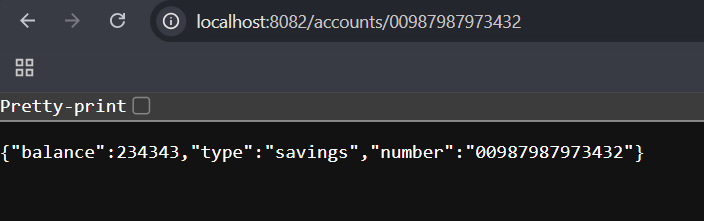 localhost:8082/accounts/00987987973432
Pretty-print
{"balance":234343,"type":"savings","number":"00987987973432"}